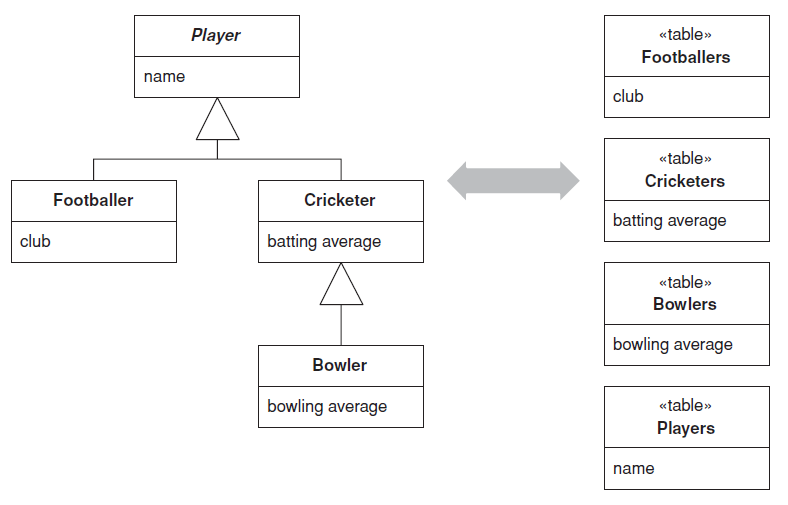 Player
name
Footballer
club
Cricketer
batting average
Bowler
bowling average
«table»
Footballers
club
«table»
Cricketers
batting average
«table»
Bowlers
bowling average
«table»
Players
name